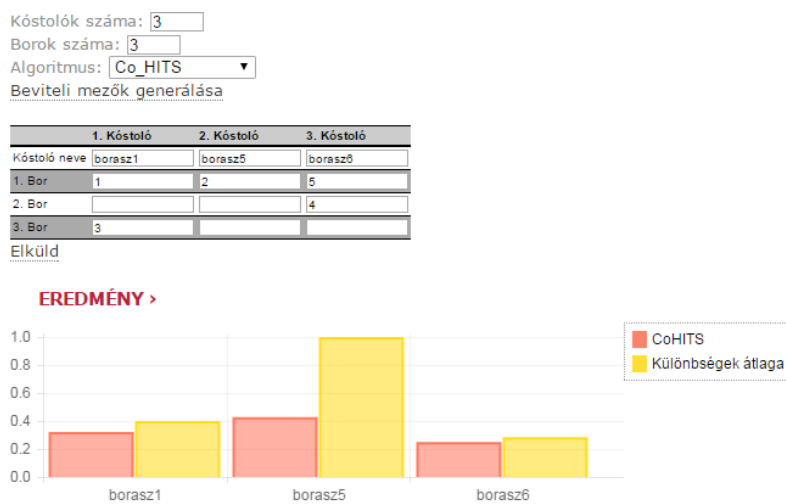 Kóstolók száma: 3
Borok száma: 3
Algoritmus: Co_HITS
Beviteli mezők generálása
1. Kóstoló 2. Kóstoló 3. Kóstoló
Kóstoló neve borasz1 borasz5 borasz6
1. Bor 1 2 5
2. Bor 4
3. Bor 3
Elküld
EREDMÉNY ›
1.0
0.8
0.6
0.4
0.2
0.0
borasz1 borasz5 borasz6
CoHITS
Különbségek átlaga